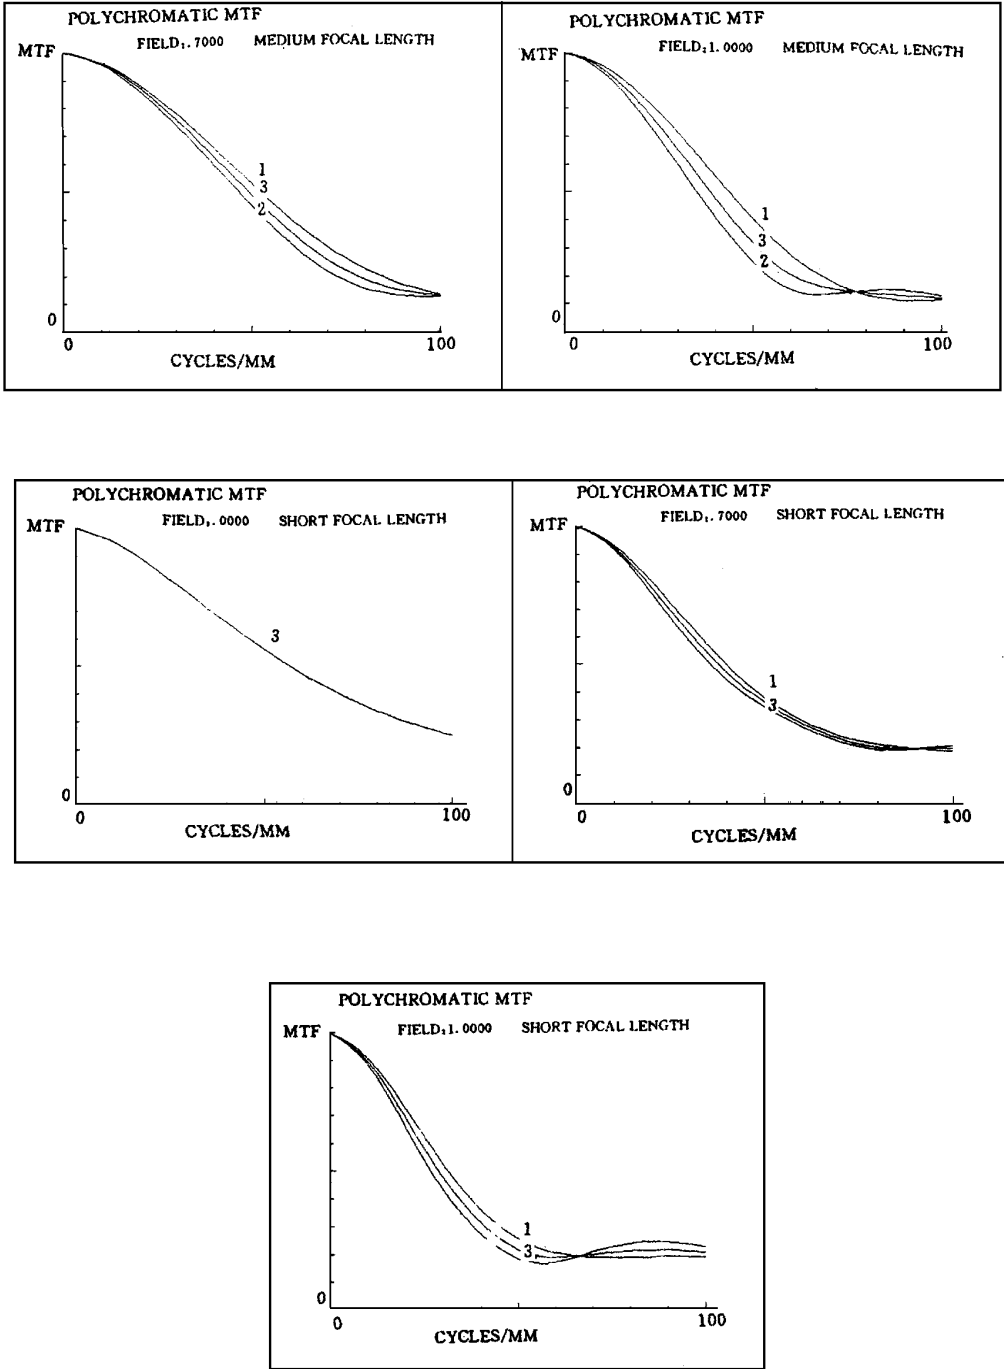 POLYCHROMATIC MTF
FIELD: .7000 MEDIUM FOCAL LENGTH
MTF
1
3
2
0
0 100
CYCLES/MM
POLYCHROMATIC MTF
FIELD: 1.0000 MEDIUM FOCAL LENGTH
MTF
1
3
2
0
0 100
CYCLES/MM
POLYCHROMATIC MTF
FIELD: .0000 SHORT FOCAL LENGTH
MTF
3
0
0 100
CYCLES/MM
POLYCHROMATIC MTF
FIELD: .7000 SHORT FOCAL LENGTH
MTF
1
3
0
0 100
CYCLES/MM
POLYCHROMATIC MTF
FIELD: 1.0000 SHORT FOCAL LENGTH
MTF
1
3
0
0 100
CYCLES/MM